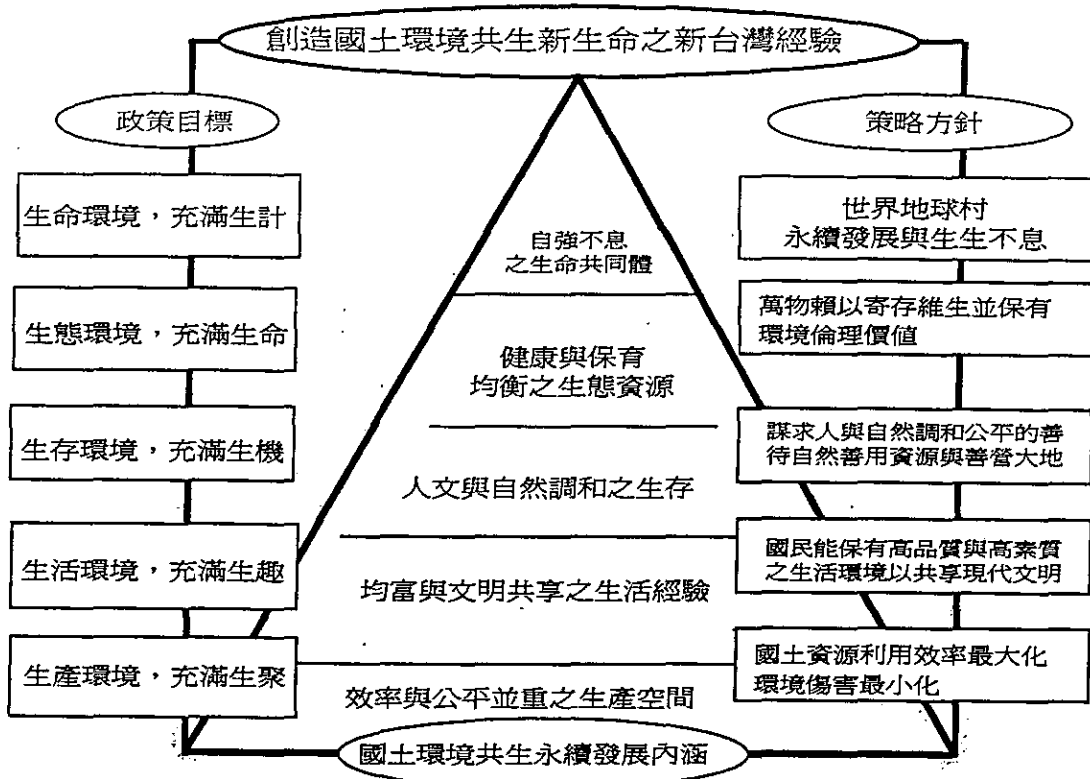 創造國土環境共生新生命之新台灣經驗
政策目標
生命環境，充滿生計
生態環境，充滿生命
生存環境，充滿生機
生活環境，充滿生趣
生產環境，充滿生聚
自強不息
之生命共同體
健康與保育
均衡之生態資源
人文與自然調和之生存
均富與文明共享之生活經驗
效率與公平並重之生產空間
策略方針
世界地球村
永續發展與生生不息
萬物賴以寄存維生並保有
環境倫理價值
謀求人與自然調和公平的善
待自然善用資源與善營大地
國民能保有高品質與高素質
之生活環境以共享現代文明
國土資源利用效率最大化
環境傷害最小化
國土環境共生永續發展內涵